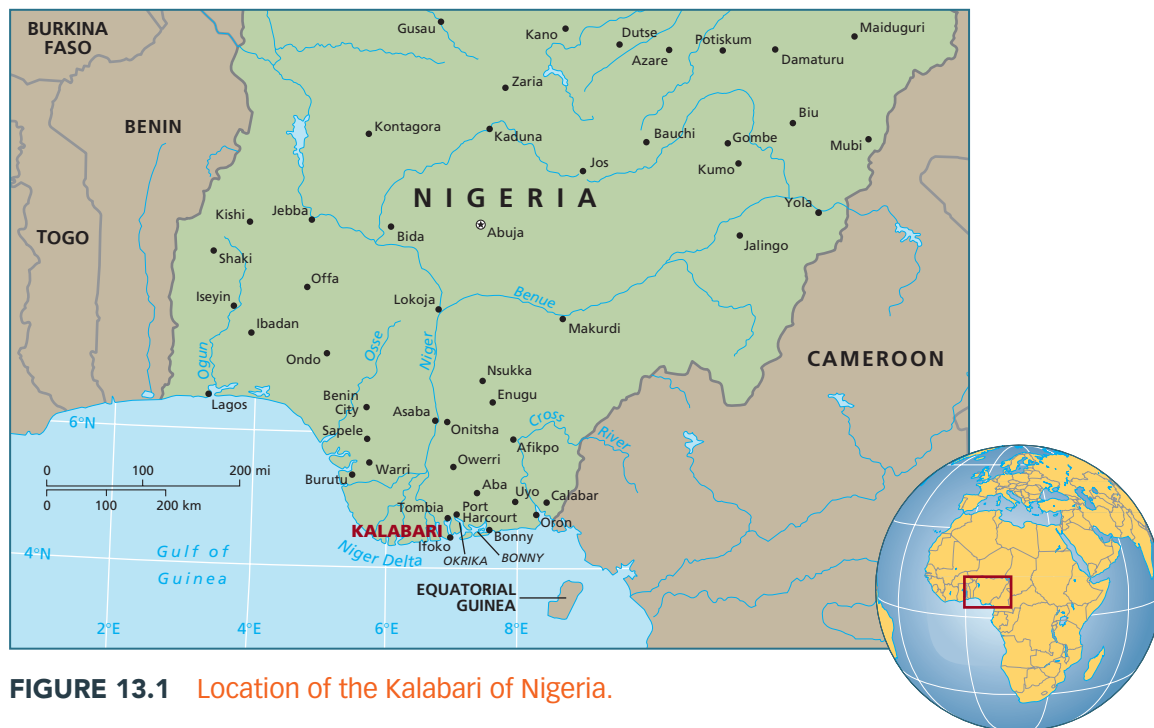 BURKINA
FASO
Gusau
Kano
Dutse
Azare
Potiskum
Damaturu
Maiduguri
Zaria
BENIN
Kontagora
Kaduna
Bauchi
Gombe
Biu
Mubi
Jos
Kumo
NIGERIA
Yola
Kishi
Jebba
Bida
Abuja
Jalingo
TOGO
Shaki
Offa
Iseyin
Lokoja
Benue
Makurdi
Ibadan
Osse
Niger
Ogun
Ondo
CAMEROON
Nsukka
Enugu
Lagos
Benin
City
Asaba
Onitsha
Cross
River
6°N
Sapele
Afikpo
Warri
Owerri
Burutu
0 100 200 mi
0 100 200 km
Aba
Uyo
Calabar
Tombia
Port
Harcourt
Oron
KALABARI
Bonny
Ifoko
OKRIKA
BONNY
4°N
Gulf of
Guinea
Niger Delta
EQUATORIAL
GUINEA
2°E
4°E
6°E
8°E
FIGURE 13.1 Location of the Kalabari of Nigeria.